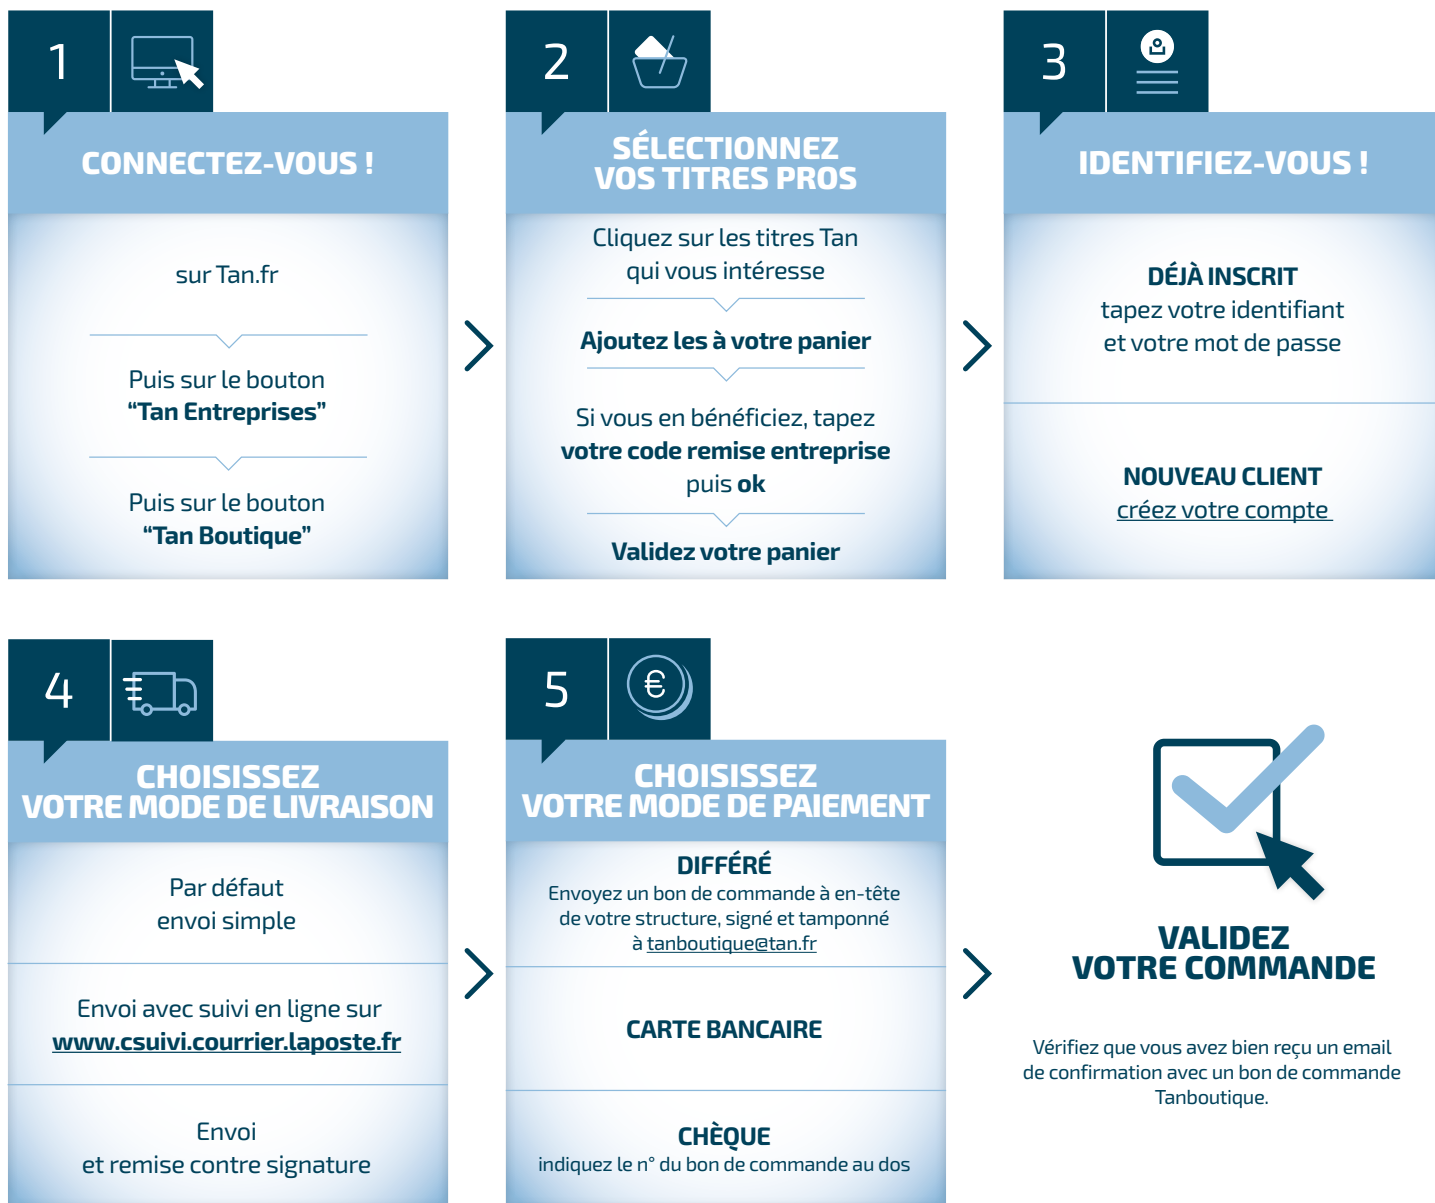 1
CONNECTEZ-VOUS !
sur Tan.fr
Puis sur le bouton
“Tan Entreprises”
Puis sur le bouton
“Tan Boutique”
2
SÉLECTIONNEZ
VOS TITRES PROS
Cliquez sur les titres Tan
qui vous intéresse
Ajoutez les à votre panier
Si vous en bénéficiez, tapez
votre code remise entreprise
puis ok
Validez votre panier
3
IDENTIFIEZ-VOUS !
DÉJÀ INSCRIT
tapez votre identifiant
et votre mot de passe
NOUVEAU CLIENT
créez votre compte
4
CHOISISSEZ
VOTRE MODE DE LIVRAISON
Par défaut
envoi simple
Envoi avec suivi en ligne sur
www.csuivi.courrier.laposte.fr
Envoi
et remise contre signature
5
€
CHOISISSEZ
VOTRE MODE DE PAIEMENT
DIFFÉRÉ
Envoyez un bon de commande à en-tête
de votre structure, signé et tamponné
à tanboutique@tan.fr
CARTE BANCAIRE
CHÈQUE
indiquez le n° du bon de commande au dos
VALIDEZ
VOTRE COMMANDE
Vérifiez que vous avez bien reçu un email
de confirmation avec un bon de commande
Tanboutique.